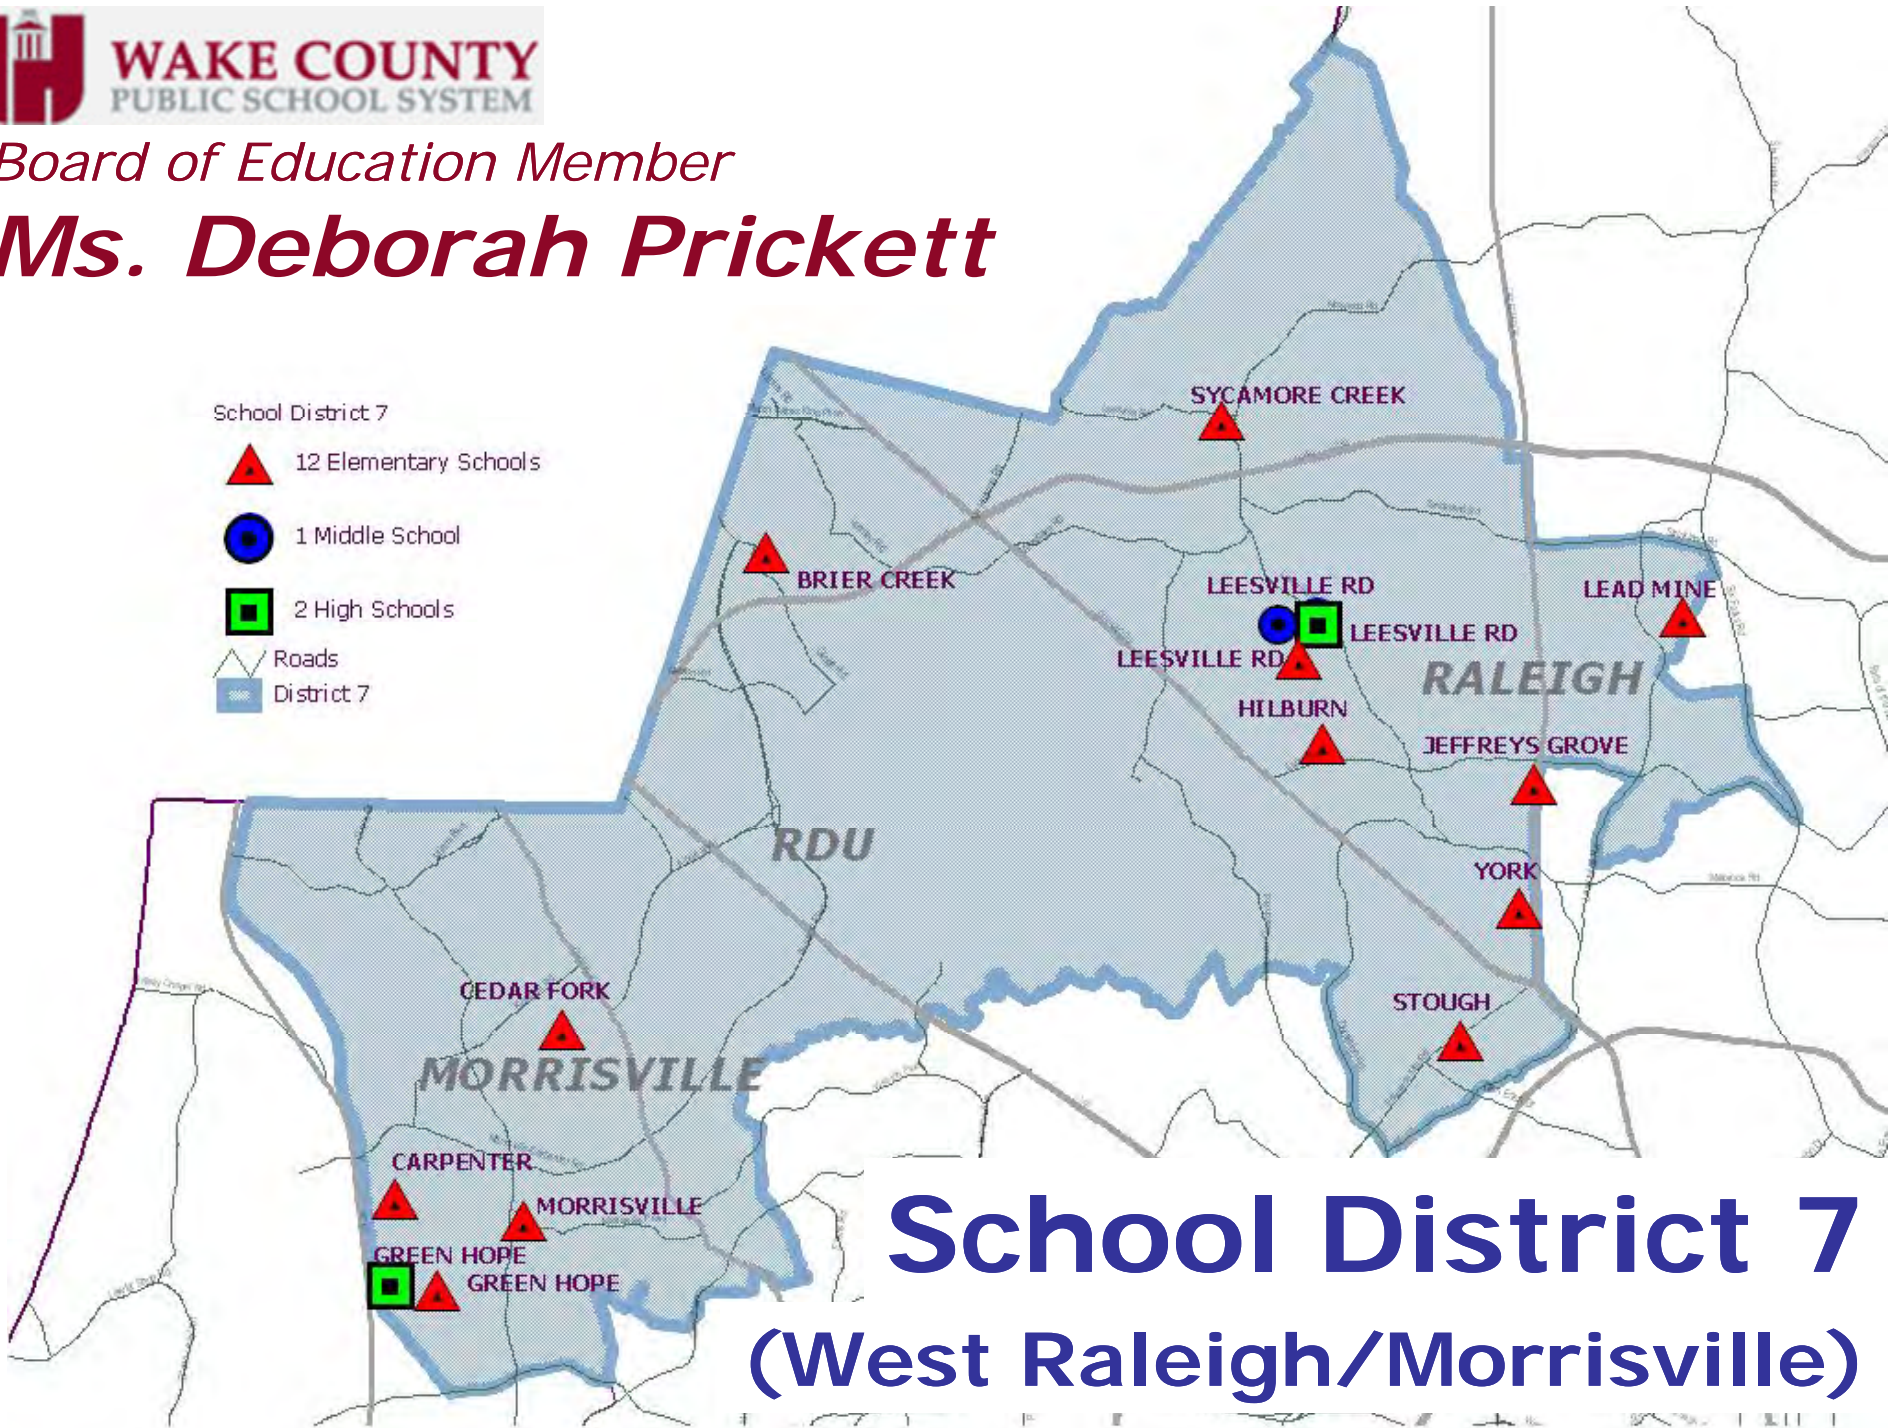 WAKE COUNTY
PUBLIC SCHOOL SYSTEM
Board of Education Member
Ms. Deborah Prickett
School District 7
12 Elementary Schools
1 Middle School
2 High Schools
Roads
District 7
SYCAMORE CREEK
BRIER CREEK
LEESVILLE RD
LEAD MINE
LEESVILLE RD
LEESVILLE RD
RALEIGH
HILBURN
JEFFREYS GROVE
RDU
YORK
CEDAR FORK
STOUGH
MORRISVILLE
CARPENTER
MORRISVILLE
GREEN HOPE
GREEN HOPE
School District 7
(West Raleigh/Morrisville)